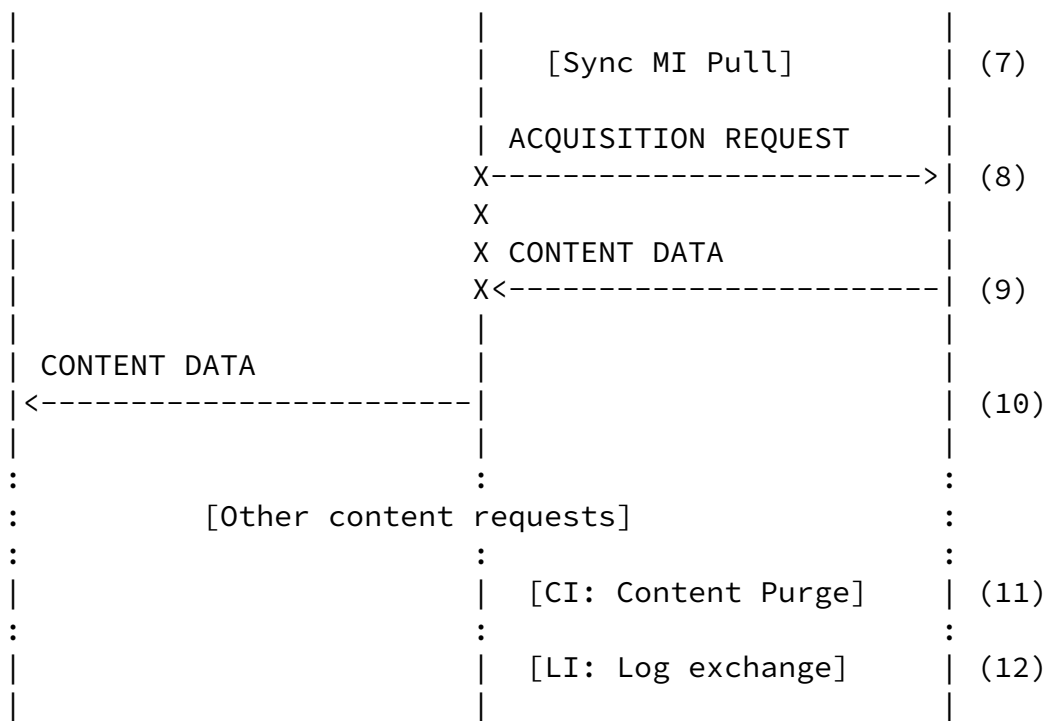 [Sync MI Pull] (7)
ACQUISITION REQUEST
X------------------------>| (8)
X
X CONTENT DATA
X<------------------------| (9)
CONTENT DATA
|<------------------------| (10)
: : :
: [Other content requests] :
: : :
[CI: Content Purge] (11)
: : :
[LI: Log exchange] (12)